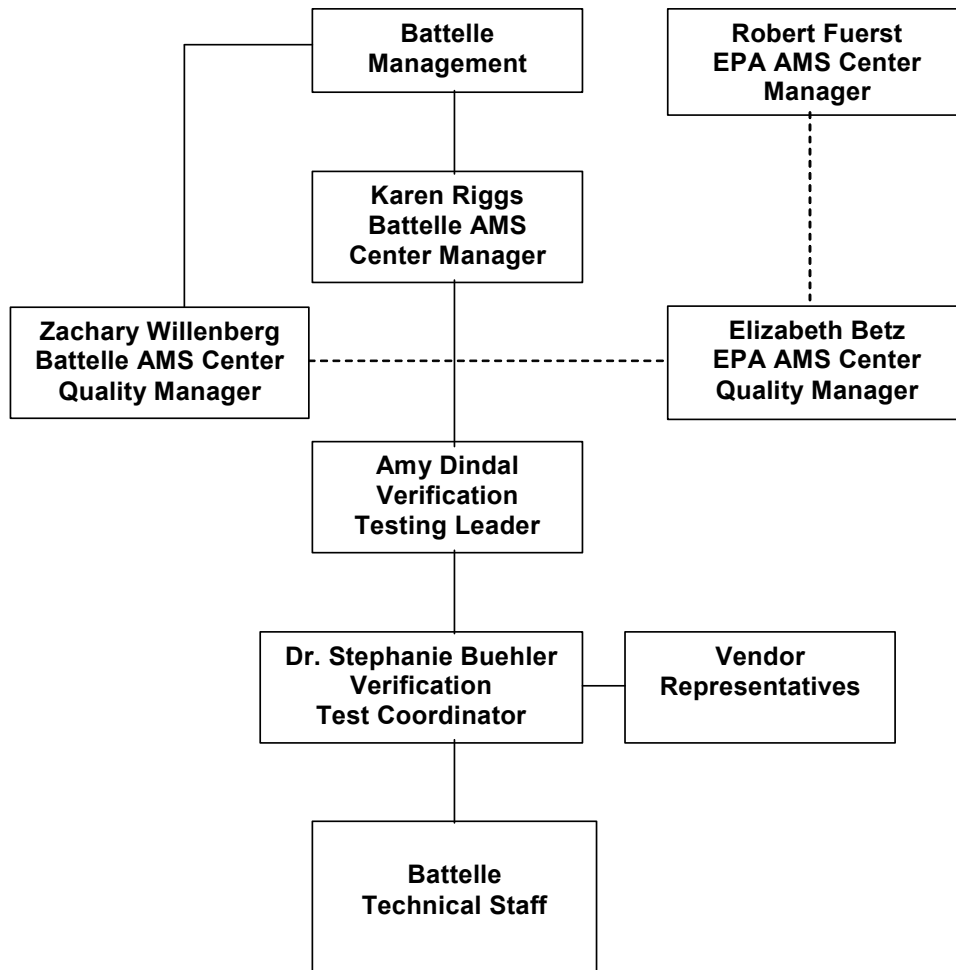 Battelle
Management
Robert Fuerst
EPA AMS Center
Manager
Karen Riggs
Battelle AMS
Center Manager
Zachary Willenberg
Battelle AMS Center
Quality Manager
Elizabeth Betz
EPA AMS Center
Quality Manager
Amy Dindal
Verification
Testing Leader
Dr. Stephanie Buehler
Verification
Test Coordinator
Vendor
Representatives
Battelle
Technical Staff